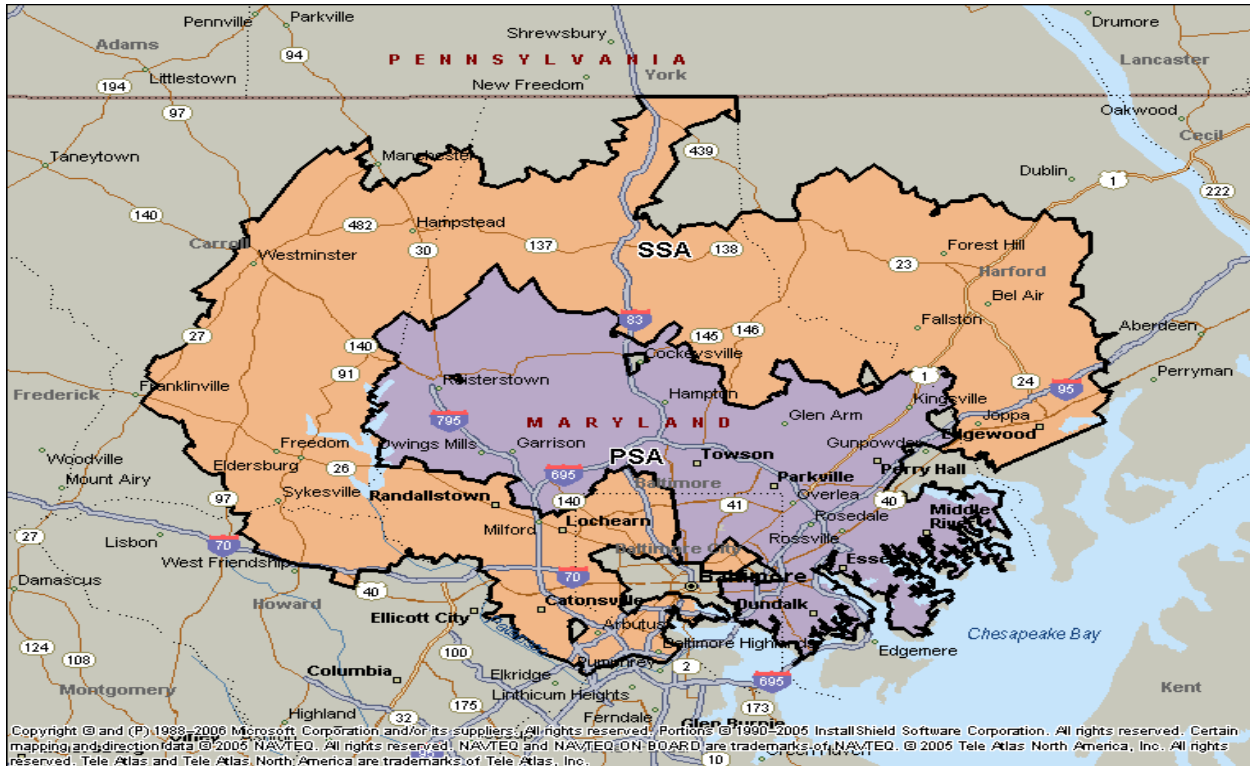 Pennville
Parkville
Drumore
Adams
Shrewsbury
Lancaster
94
PENNSYLVANIA
Littlestown
York
194
New Freedom
97
Oakwood
Cecil
439
Taneytown
Manchester
Dublin
1
222
140
482
Hampstead
Carroll
30
137
SSA
138
Forest Hill
Westminster
23
Harford
Bel Air
83
27
145
146
Fallston
Aberdeen
140
Cockeysville
91
1
Perryman
Franklinville
Reisterstown
24
95
Frederick
Hampton
Kingsville
795
MARYLAND
Glen Arm
Joppa
Edgewood
Freedom
Owings Mills
Garrison
Gunpowder
Woodville
PSA
Towson
Perry Hall
Eldersburg
26
695
Mount Airy
Baltimore
Parkville
97
Sykesville
Randallstown
140
41
Overlea
40
Middle
River
Milford
Lochearn
Rosedale
27
Lisbon
70
Rossville
Baltimore City
West Friendship
Essex
70
Damascus
40
Baltimore
Howard
Catonsville
Dundalk
Ellicott City
Arbutus
Chesapeake Bay
124
Baltimore Highlands
Edgemere
100
108
Pumphrey
2
Columbia
Elkridge
695
Kent
Montgomery
Linthicum Heights
175
173
Highland
32
Ferndale
Glen Burnie
Copyright © and (P) 1988–2006 Microsoft Corporation and/or its suppliers. All rights reserved. Portions © 1990–2005 InstallShield Software Corporation. All rights reserved. Certain
mapping and direction data © 2005 NAVTEQ. All rights reserved. NAVTEQ and NAVTEQ ON BOARD are trademarks of NAVTEQ. © 2005 Tele Atlas North America, Inc. All rights
reserved. Tele Atlas and Tele Atlas North America are trademarks of Tele Atlas, Inc.
10